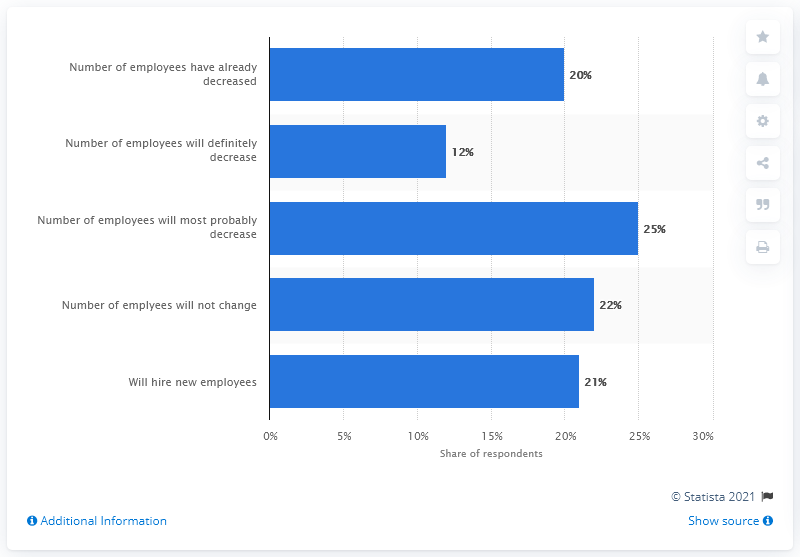 Number of employees have already
decreased
20%
Number of employees will definitely
decrease
12%
Number of employees will most probably
decrease
25%
Number of emplyees will not change
22%
Will hire new employees
21%
0% 5% 10% 15% 20% 25% 30%
Share of respondents
© Statista 2021
Additional Information
Show source